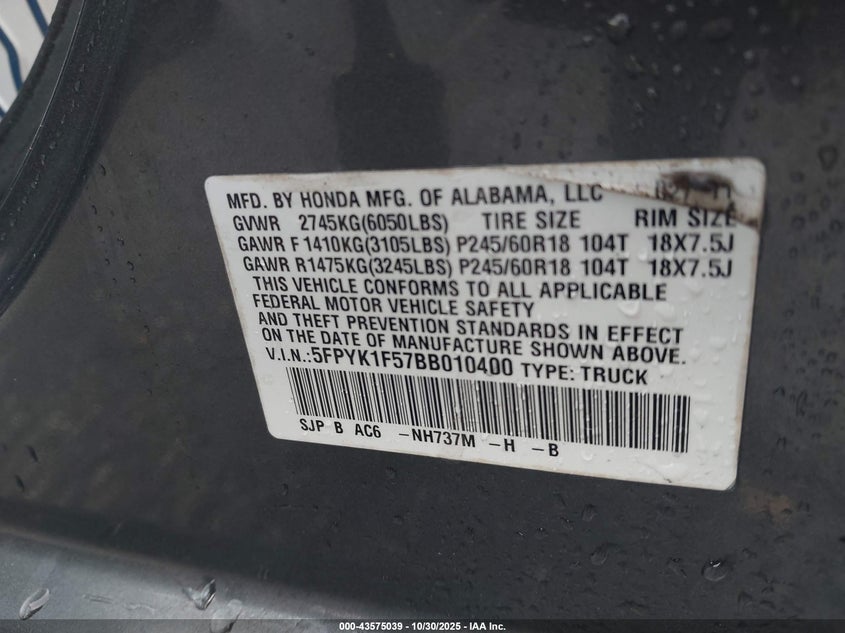 MFD. BY HONDA MFG. OF ALABAMA, LLC
GVWR 2745KG(6050LBS) TIRE SIZE RIM SIZE
GAWR F 1410KG(3105LBS) P245/60R18 104T 18X7.5J
GAWR R1475KG(3245LBS) P245/60R18 104T 18X7.5J
THIS VEHICLE CONFORMS TO ALL APPLICABLE
FEDERAL MOTOR VEHICLE SAFETY
AND THEFT PREVENTION STANDARDS IN EFFECT
ON THE DATE OF MANUFACTURE SHOWN ABOVE.
V.I.N.:5FPYK1F57BB010400 TYPE: TRUCK
SJP B AC6 -NH737M -H -B
000-43575039 - 10/30/2025 - IAA Inc.